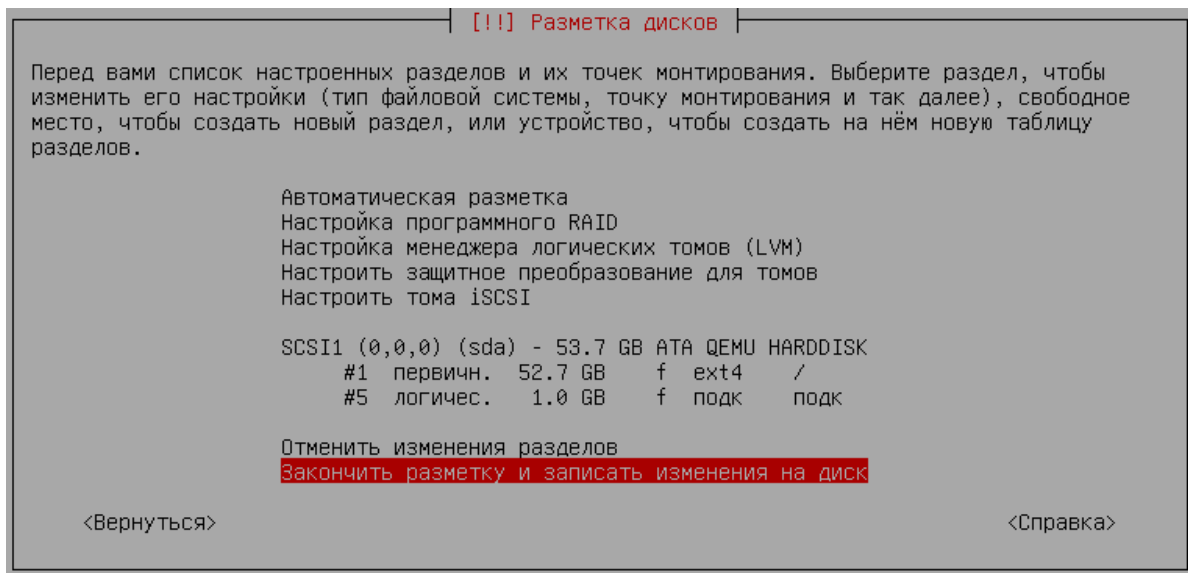 [!!] Разметка дисков
Перед вами список настроенных разделов и их точек монтирования. Выберите раздел, чтобы
изменить его настройки (тип файловой системы, точку монтирования и так далее), свободное
место, чтобы создать новый раздел, или устройство, чтобы создать на нём новую таблицу
разделов.
Автоматическая разметка
Настройка программного RAID
Настройка менеджера логических томов (LVM)
Настроить защитное преобразование для томов
Настроить тома iSCSI
SCSI1 (0,0,0) (sda) - 53.7 GB ATA QEMU HARDDISK
#1 первичн. 52.7 GB f ext4 /
#5 логичес. 1.0 GB f подк подк
Отменить изменения разделов
Закончить разметку и записать изменения на диск
<Вернуться> <Справка>